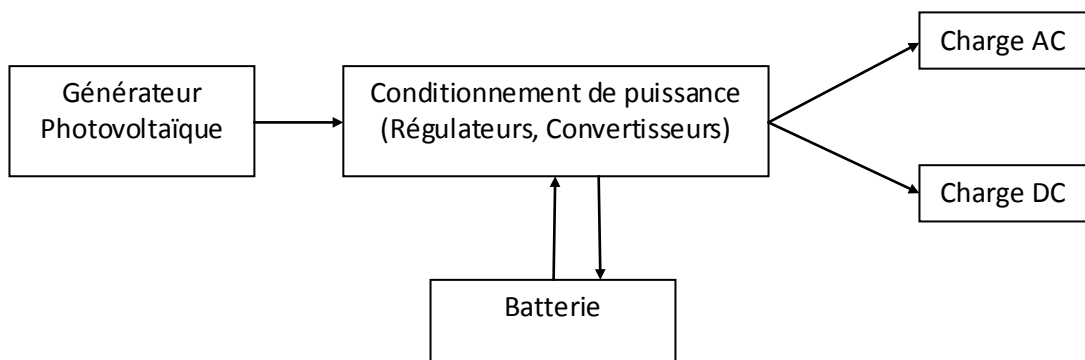 Générateur
Photovoltaïque
Conditionnement de puissance
(Régulateurs, Convertisseurs)
Charge AC
Charge DC
Batterie